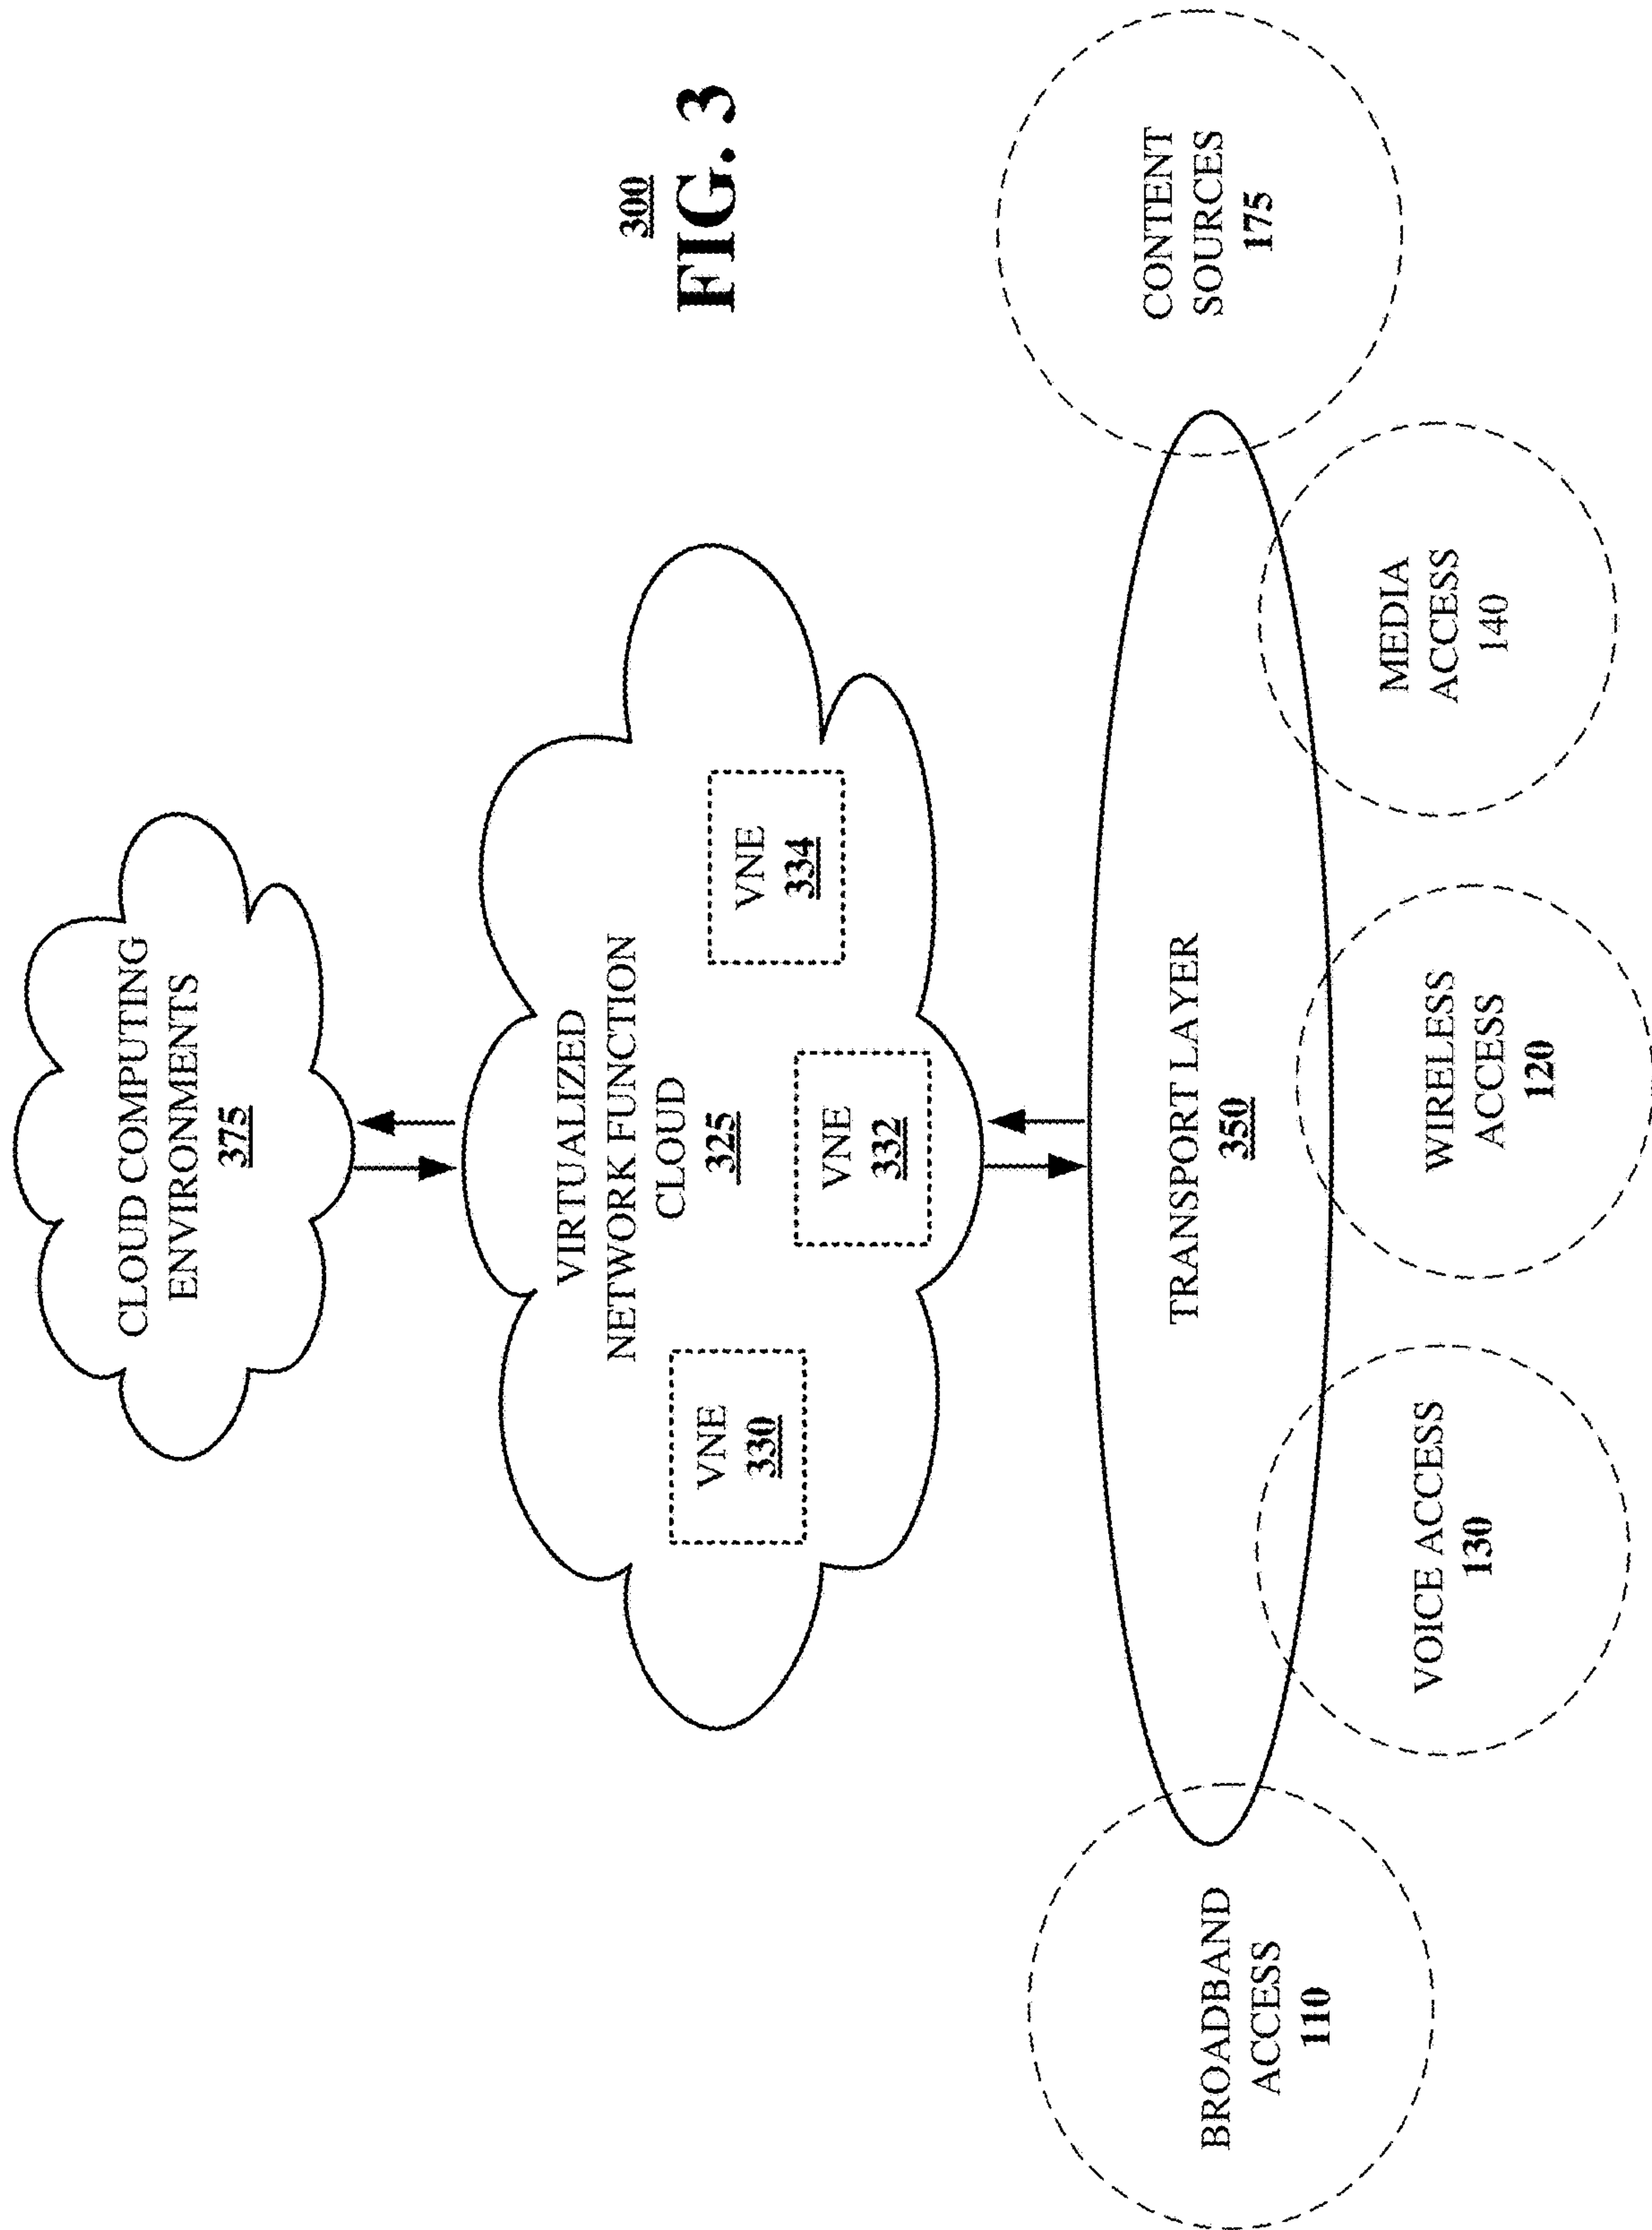 CLOUD COMPUTING
ENVIRONMENTS
375
VIRTUALIZED
NETWORK FUNCTION
CLOUD
325
VNE
330
VNE
332
VNE
334
300
FIG. 3
TRANSPORT LAYER
350
BROADBAND
ACCESS
110
VOICE ACCESS
130
WIRELESS
ACCESS
120
MEDIA
ACCESS
140
CONTENT
SOURCES
175